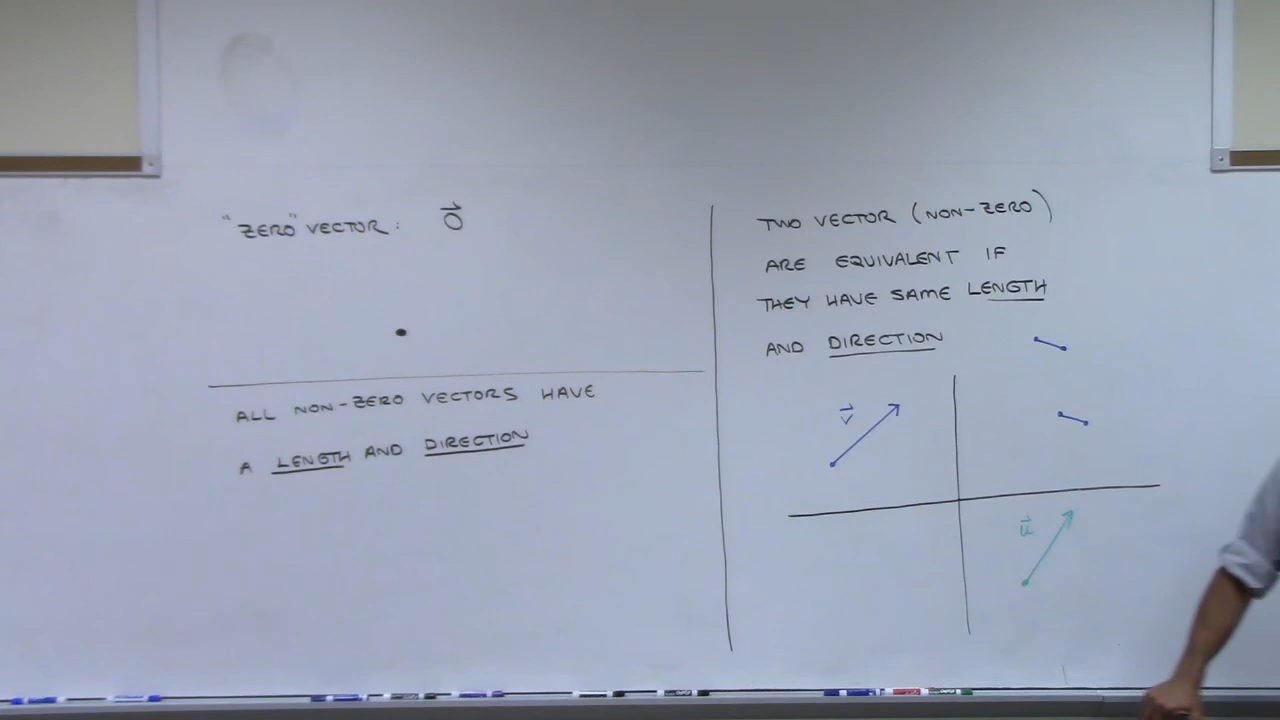 "ZERO" VECTOR: 0⃗
ALL NON-ZERO VECTORS HAVE
A LENGTH AND DIRECTION
TWO VECTOR (NON-ZERO)
ARE EQUIVALENT IF
THEY HAVE SAME LENGTH
AND DIRECTION
v⃗
u⃗